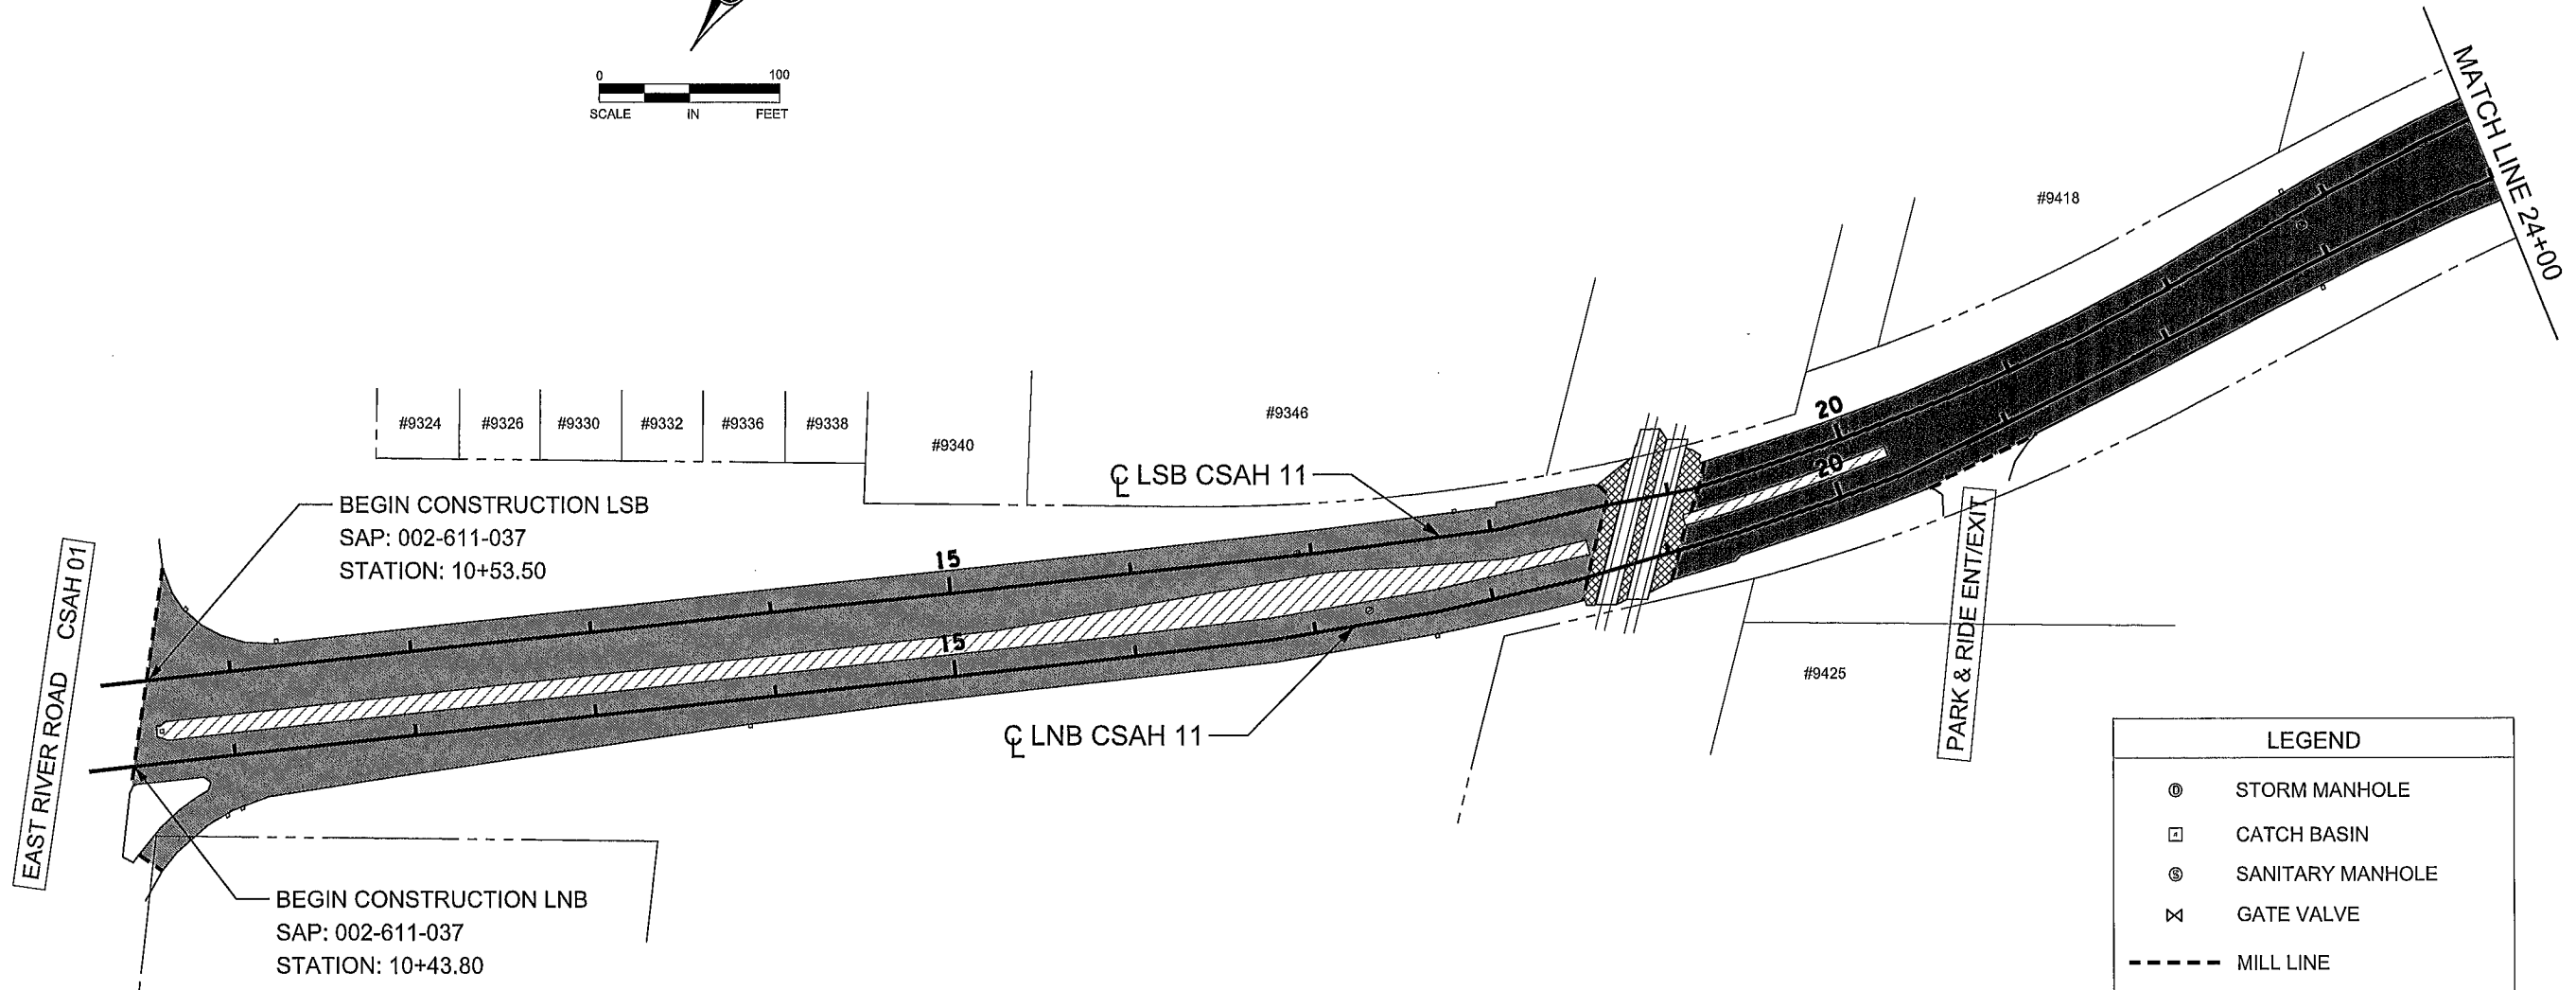 0 100
SCALE IN FEET
MATCH LINE 24+00
#9418
#9324 #9326 #9330 #9332 #9336 #9338
#9340
#9346
20
20
℄ LSB CSAH 11
BEGIN CONSTRUCTION LSB
SAP: 002-611-037
STATION: 10+53.50
15
15
EAST RIVER ROAD CSAH 01
℄ LNB CSAH 11
PARK & RIDE ENT/EXIT
#9425
BEGIN CONSTRUCTION LNB
SAP: 002-611-037
STATION: 10+43.80
LEGEND
STORM MANHOLE
CATCH BASIN
SANITARY MANHOLE
GATE VALVE
MILL LINE